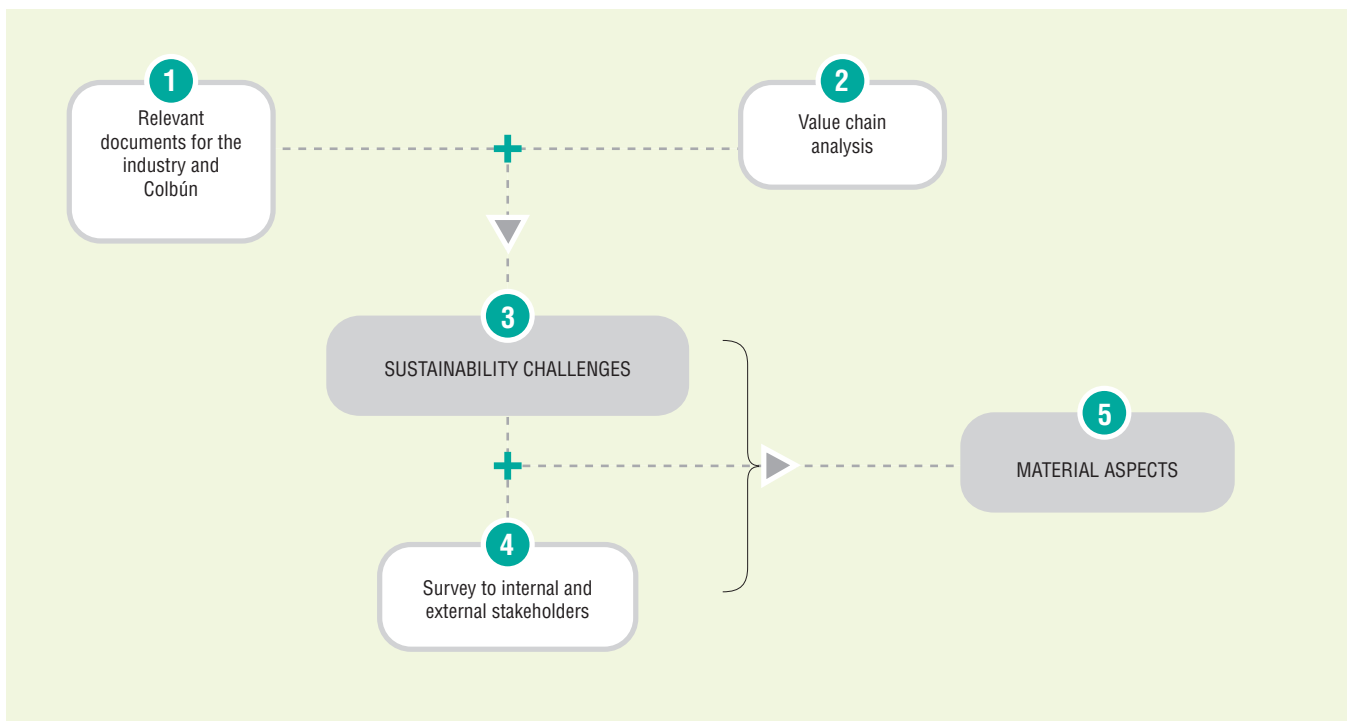 1
Relevant
documents for the
industry and
Colbún
2
Value chain
analysis
3
SUSTAINABILITY CHALLENGES
4
Survey to internal and
external stakeholders
5
MATERIAL ASPECTS